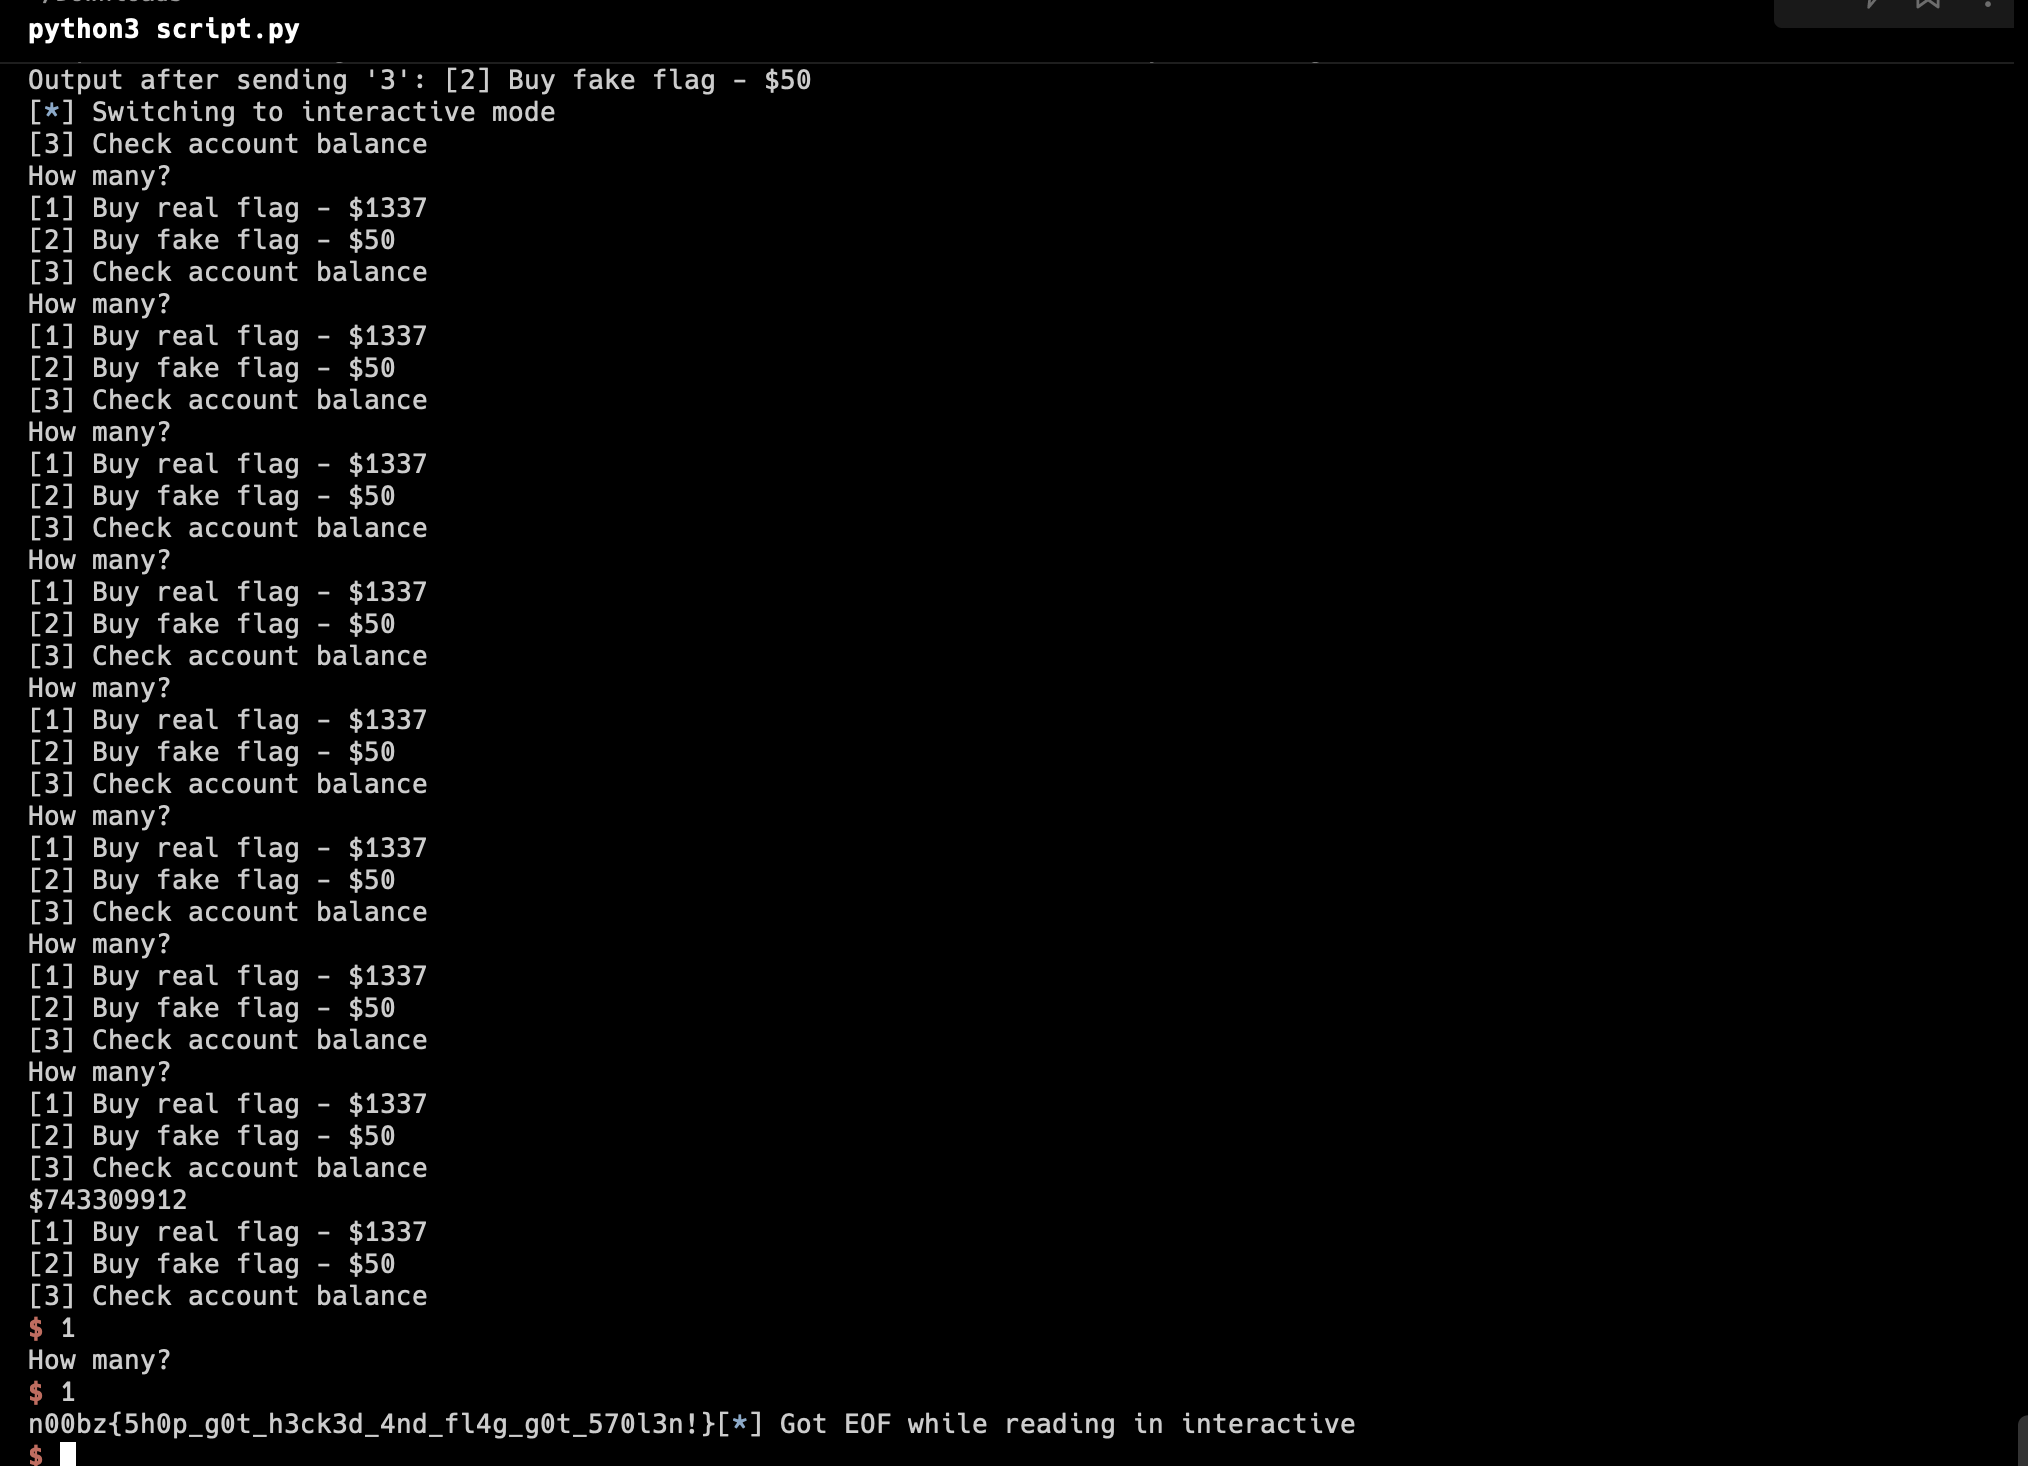 python3 script.py
Output after sending '3': [2] Buy fake flag - $50
[*] Switching to interactive mode
[3] Check account balance
How many?
[1] Buy real flag - $1337
[2] Buy fake flag - $50
[3] Check account balance
How many?
[1] Buy real flag - $1337
[2] Buy fake flag - $50
[3] Check account balance
How many?
[1] Buy real flag - $1337
[2] Buy fake flag - $50
[3] Check account balance
How many?
[1] Buy real flag - $1337
[2] Buy fake flag - $50
[3] Check account balance
How many?
[1] Buy real flag - $1337
[2] Buy fake flag - $50
[3] Check account balance
How many?
[1] Buy real flag - $1337
[2] Buy fake flag - $50
[3] Check account balance
How many?
[1] Buy real flag - $1337
[2] Buy fake flag - $50
[3] Check account balance
How many?
[1] Buy real flag - $1337
[2] Buy fake flag - $50
[3] Check account balance
$743309912
[1] Buy real flag - $1337
[2] Buy fake flag - $50
[3] Check account balance
$ 1
How many?
$ 1
n00bz{5h0p_g0t_h3ck3d_4nd_fl4g_g0t_570l3n!}[*] Got EOF while reading in interactive
$